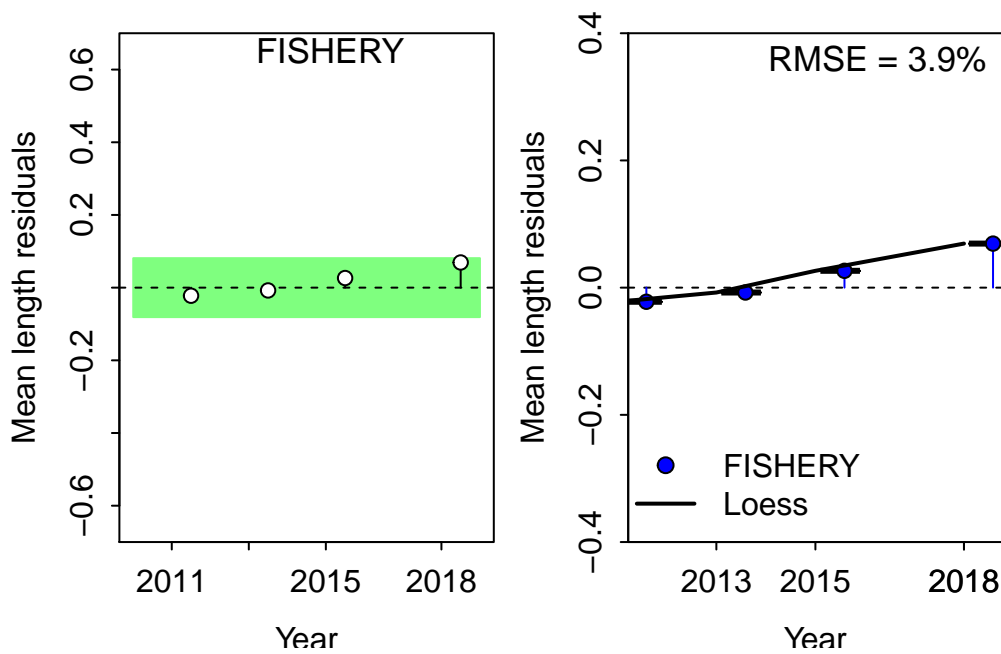 FISHERY
Mean length residuals
0.6
0.4
0.2
−0.2
−0.6
2011
2015
2018
Year
RMSE = 3.9%
Mean length residuals
0.4
0.2
0.0
−0.2
−0.4
FISHERY
Loess
2013
2015
2018
Year